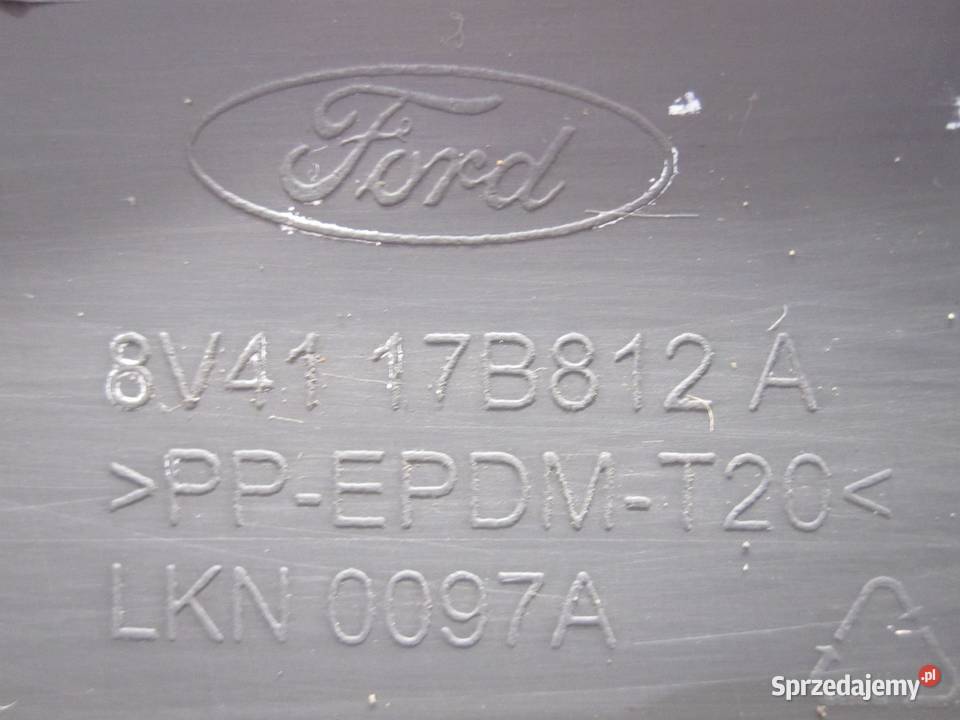 Ford
8V41 17B812 A
>PP-EPDM-T20<
LKN 0097A
Sprzedajemy.pl